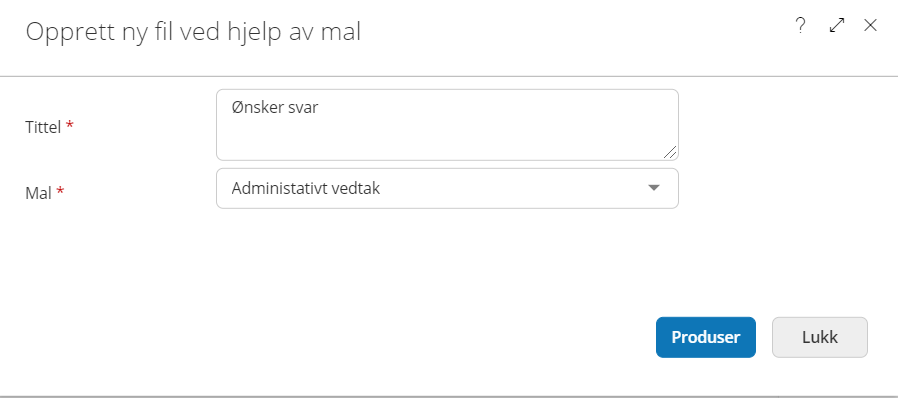 Opprett ny fil ved hjelp av mal
?
Tittel *
Ønsker svar
Mal *
Administativt vedtak
Produser
Lukk